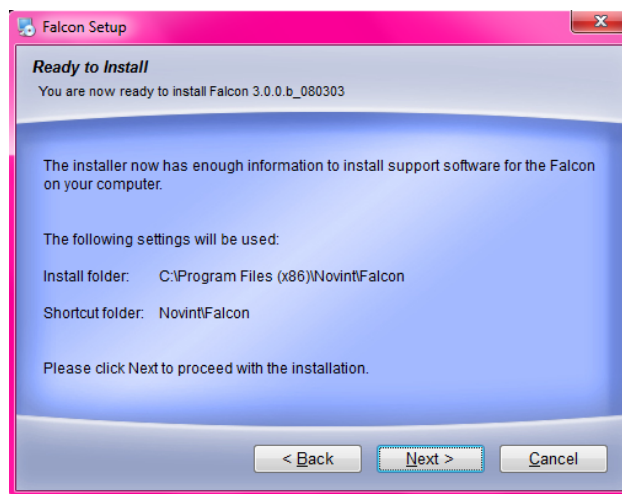 Falcon Setup
Ready to Install
You are now ready to install Falcon 3.0.0.b_080303
The installer now has enough information to install support software for the Falcon
on your computer.
The following settings will be used:
Install folder: C:\Program Files (x86)\Novint\Falcon
Shortcut folder: Novint\Falcon
Please click Next to proceed with the installation.
< Back Next > Cancel